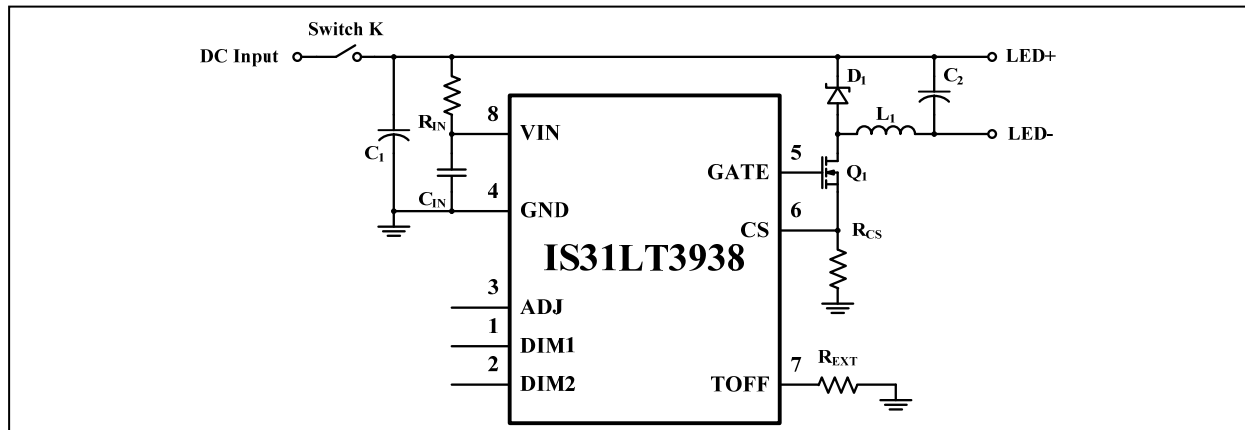 Switch K
DC Input
LED+
D1
C2
RIN
8
VIN
L1
LED-
C1
5
GATE
Q1
CIN
4
GND
6
CS
RCS
IS31LT3938
3
ADJ
1
DIM1
REXT
2
DIM2
7
TOFF